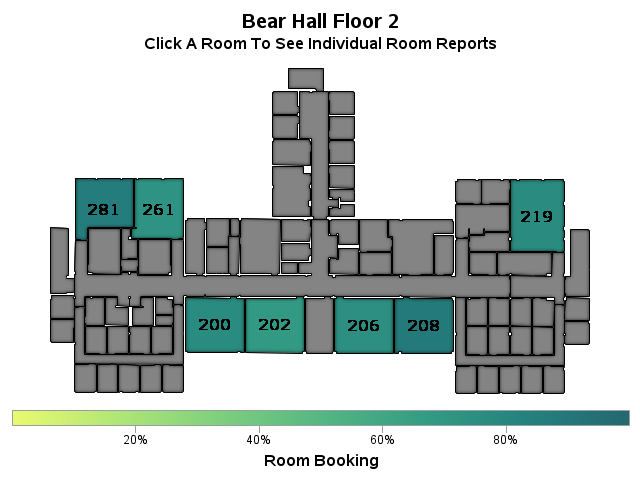 Bear Hall Floor 2
Click A Room To See Individual Room Reports
281 261 219
200 202 206 208
20% 40% 60% 80%
Room Booking